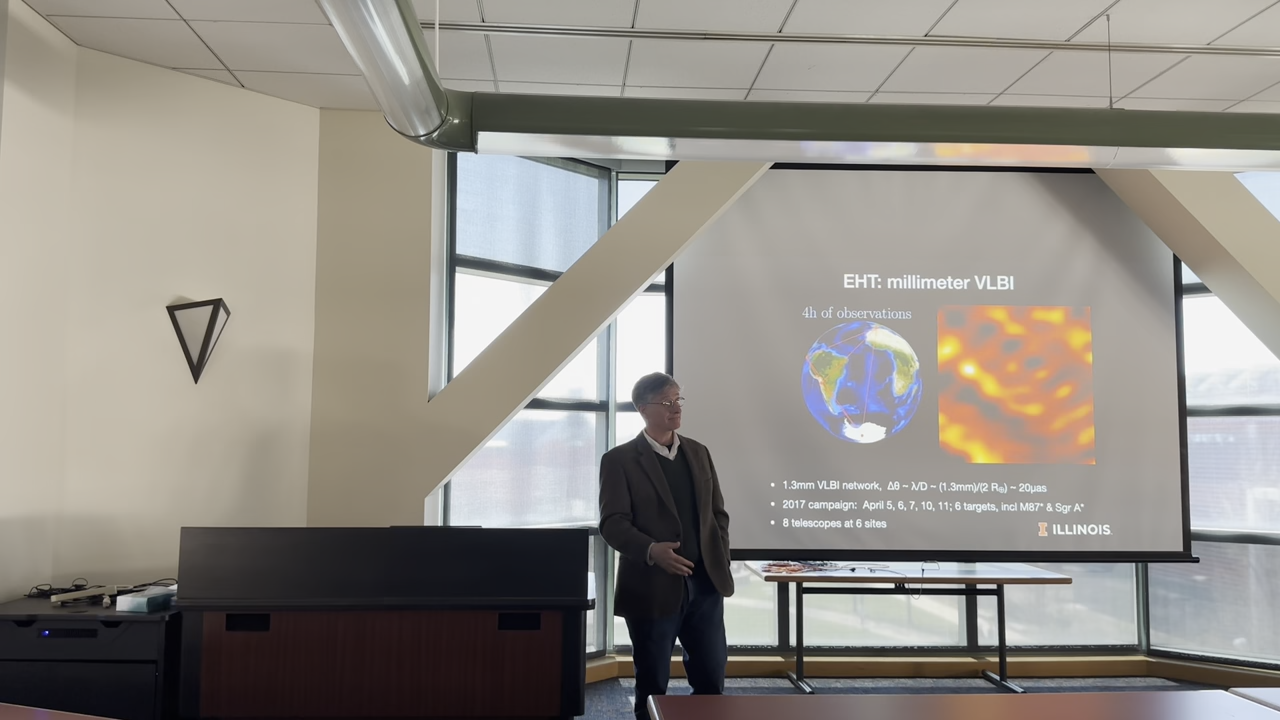 EHT: millimeter VLBI
4h of observations
• 1.3mm VLBI network, Δθ ~ λ/D ~ (1.3mm)/(2 R⊕) ~ 20μas
• 2017 campaign: April 5, 6, 7, 10, 11; 6 targets, incl M87* & Sgr A*
• 8 telescopes at 6 sites
I ILLINOIS